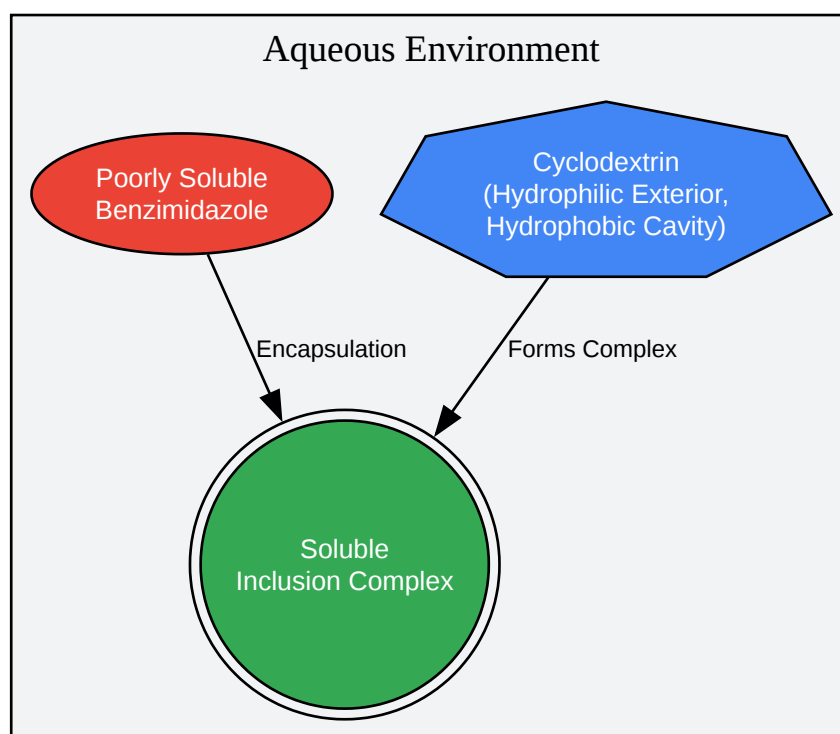 Aqueous Environment
Poorly Soluble
Benzimidazole
Cyclodextrin
(Hydrophilic Exterior,
Hydrophobic Cavity)
Encapsulation
Forms Complex
Soluble
Inclusion Complex